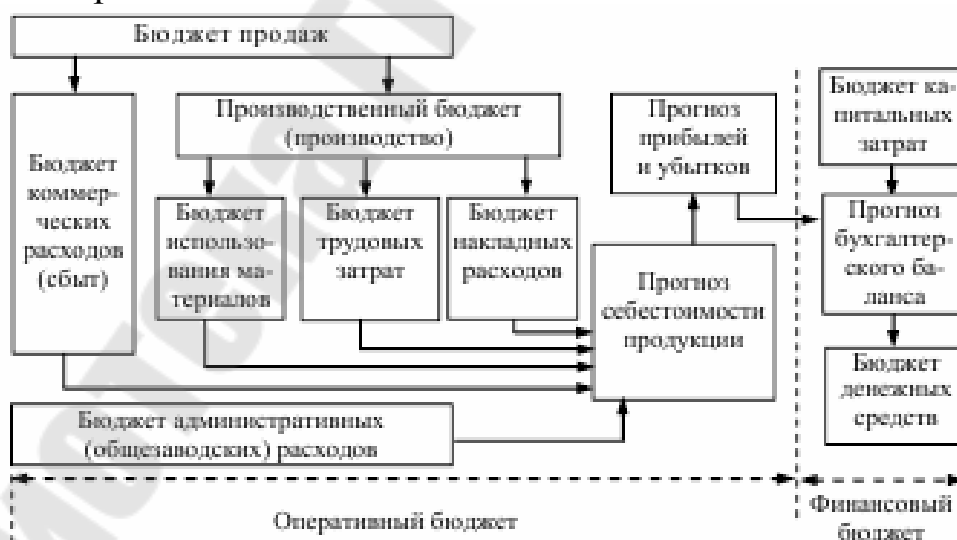 Бюджет продаж
Бюджет
коммер-
ческих
расходов
(сбыт)
Производственный бюджет
(производство)
Бюджет
использо-
вания ма-
териалов
Бюджет
трудовых
затрат
Бюджет
накладных
расходов
Прогноз
прибылей
и убытков
Прогноз
себестоимости
продукции
Бюджет административных
(общезаводских) расходов
Бюджет ка-
питальных
затрат
Прогноз
бухгалтер-
ского ба-
ланса
Бюджет
денежных
средств
Оперативный бюджет
Финансовый
бюджет